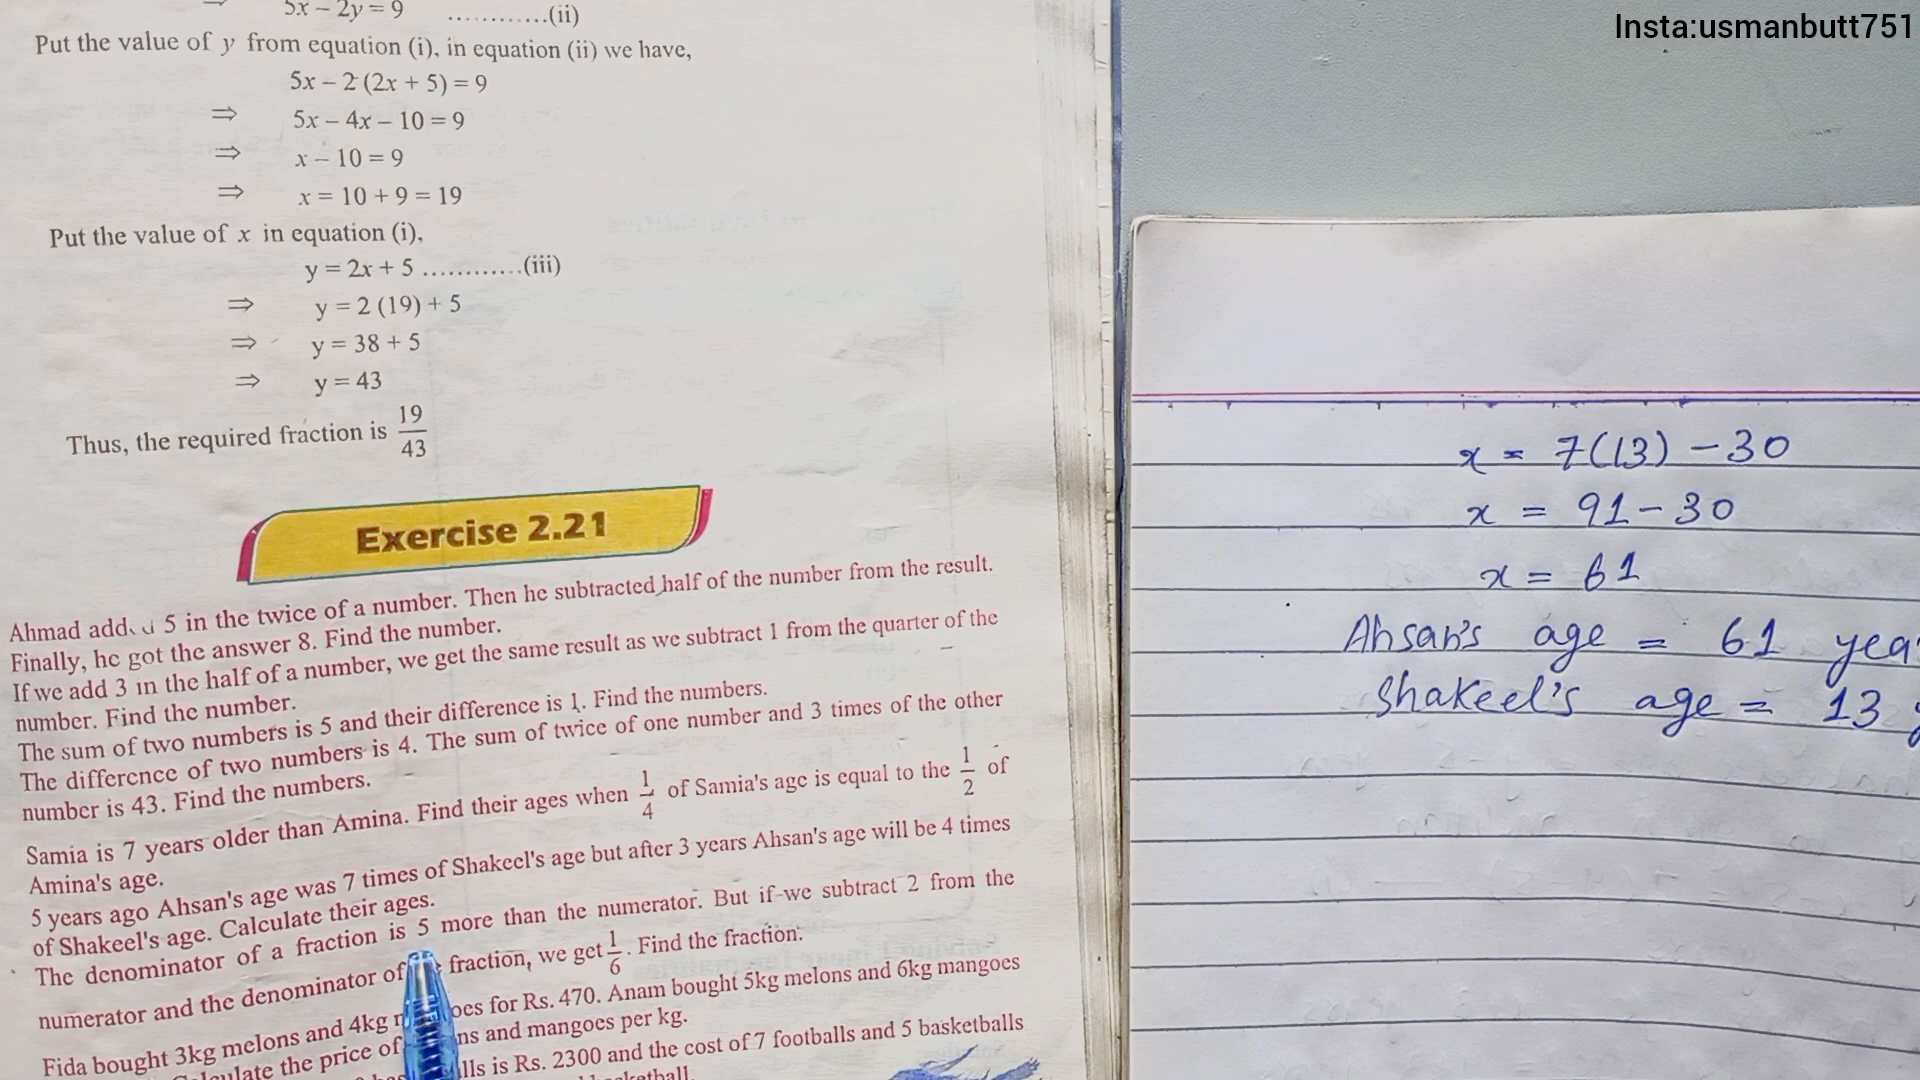 5x – 2y = 9 ............(ii)
Put the value of y from equation (i), in equation (ii) we have,
5x – 2 (2x + 5) = 9
⇒ 5x – 4x – 10 = 9
⇒ x – 10 = 9
⇒ x = 10 + 9 = 19
Put the value of x in equation (i),
y = 2x + 5 ............(iii)
⇒ y = 2 (19) + 5
⇒ y = 38 + 5
⇒ y = 43
Thus, the required fraction is 19/43
Exercise 2.21
Ahmad 5 in the twice of a number. Then he subtracted half of the number from the result.
Finally, he got the answer 8. Find the number.
If we add 3 in the half of a number, we get the same result as we subtract 1 from the quarter of the
number. Find the number.
The sum of two numbers is 5 and their difference is 1. Find the numbers.
The difference of two numbers is 4. The sum of twice of one number and 3 times of the other
number is 43. Find the numbers.
Samia is 7 years older than Amina. Find their ages when 1/4 of Samia's age is equal to the 1/2 of
Amina's age.
5 years ago Ahsan's age was 7 times of Shakeel's age but after 3 years Ahsan's age will be 4 times
of Shakeel's age. Calculate their ages.
The denominator of a fraction is 5 more than the numerator. But if we subtract 2 from the
numerator and the denominator of fraction, we get 1/6. Find the fraction.
Fida bought 3kg melons and 4kg for Rs. 470. Anam bought 5kg melons and 6kg mangoes
the price of and mangoes per kg.
is Rs. 2300 and the cost of 7 footballs and 5 basketballs
Insta:usmanbutt751
x = 7(13) – 30
x = 91 – 30
x = 61
Ahsan's age = 61
Shakeel's age = 13